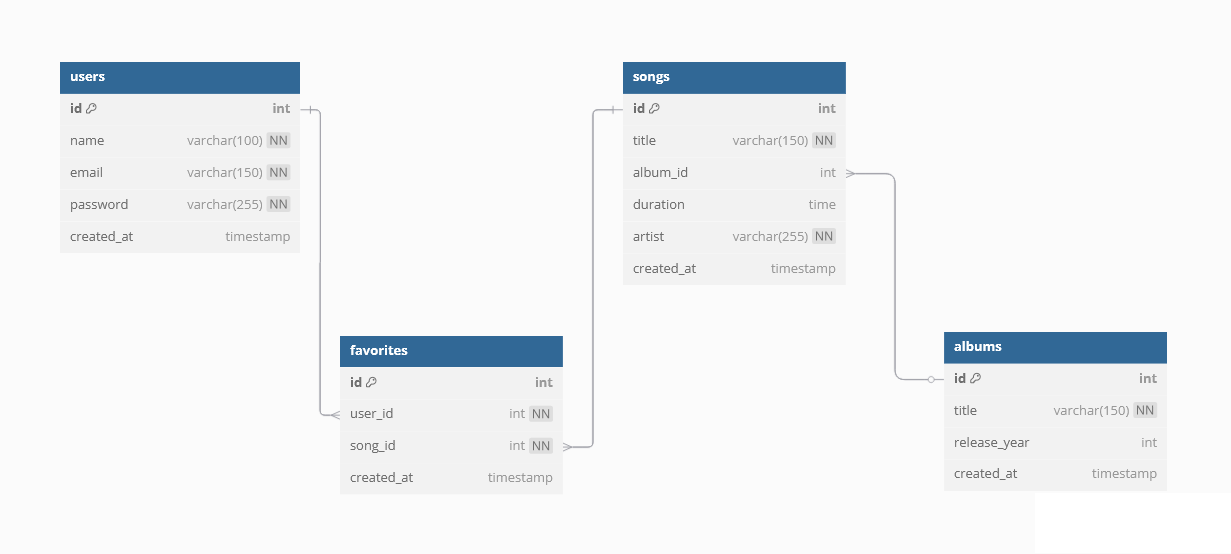 users
id int
name varchar(100) NN
email varchar(150) NN
password varchar(255) NN
created_at timestamp
songs
id int
title varchar(150) NN
album_id int
duration time
artist varchar(255) NN
created_at timestamp
favorites
id int
user_id int NN
song_id int NN
created_at timestamp
albums
id int
title varchar(150) NN
release_year int
created_at timestamp